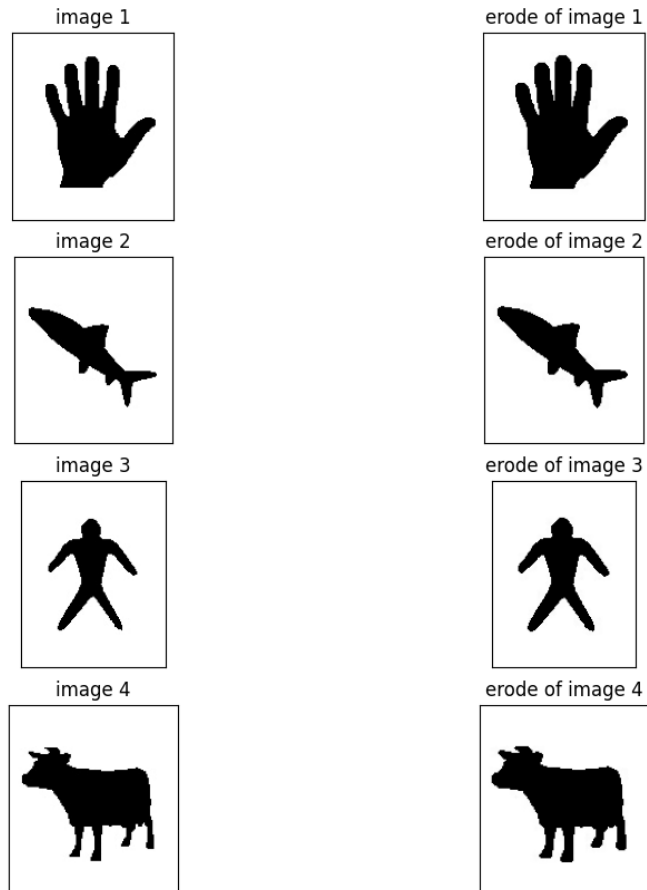 image 1
erode of image 1
image 2
erode of image 2
image 3
erode of image 3
image 4
erode of image 4